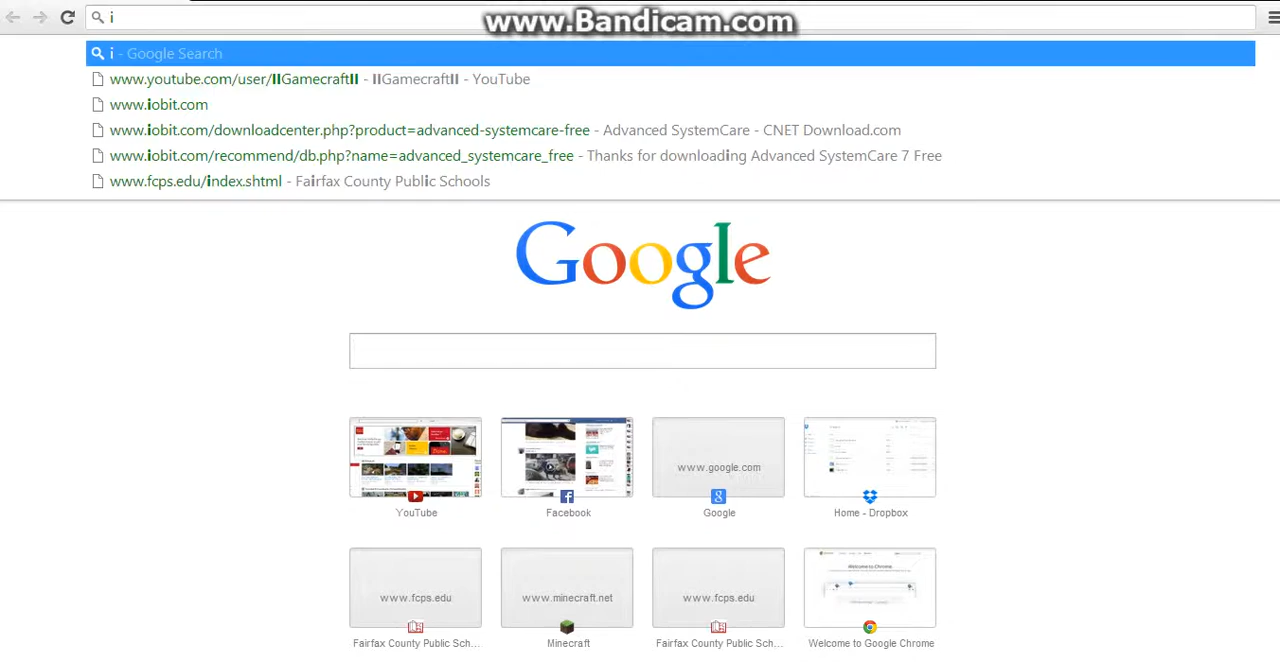 www.Bandicam.com
i
i - Google Search
www.youtube.com/user/IIGamecraftII - IIGamecraftII - YouTube
www.iobit.com
www.iobit.com/downloadcenter.php?product=advanced-systemcare-free - Advanced SystemCare - CNET Download.com
www.iobit.com/recommend/db.php?name=advanced_systemcare_free - Thanks for downloading Advanced SystemCare 7 Free
www.fcps.edu/index.shtml - Fairfax County Public Schools
Google
www.google.com
YouTube
Facebook
Google
Home - Dropbox
www.fcps.edu
www.minecraft.net
www.fcps.edu
Welcome to Chrome
Fairfax County Public Sch...
Minecraft
Fairfax County Public Sch...
Welcome to Google Chrome